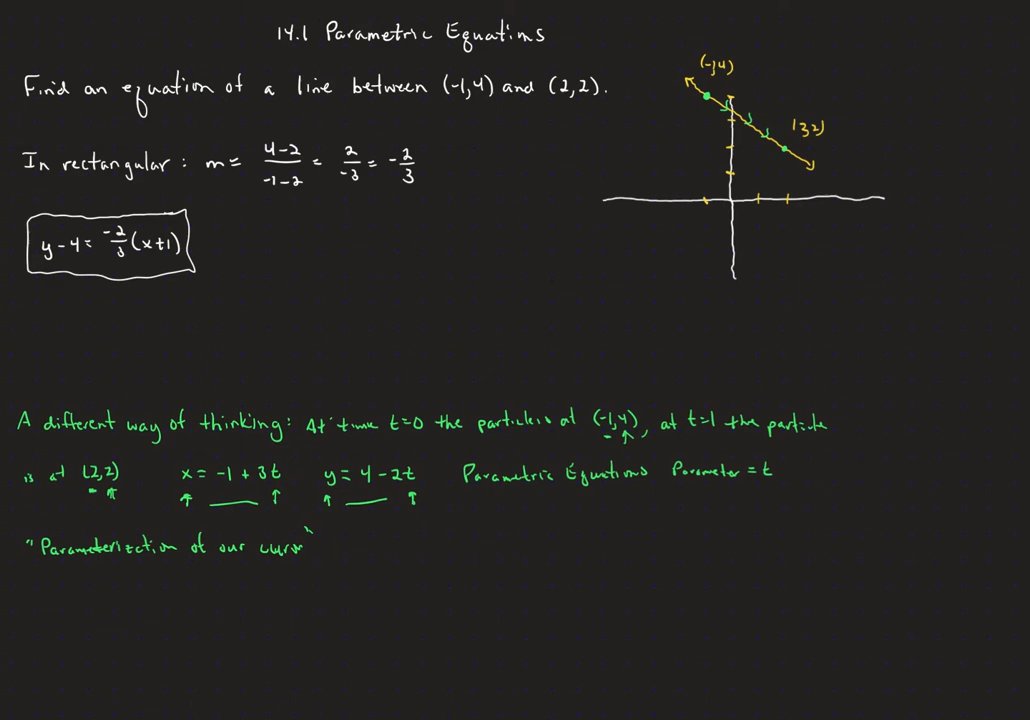 14.1 Parametric Equations
Find an equation of a line between (-1,4) and (2,2).
(-1,4)
(3,2)
In rectangular: m = 4-2/-1-2 = 2/-3 = -2/3
y-4 = -2/3(x+1)
A different way of thinking: At time t=0 the particle is at (-1,4), at t=1 the particle
is at (2,2) x = -1+3t y = 4-2t Parametric Equations Parameter = t
"Parameterization of our curve"